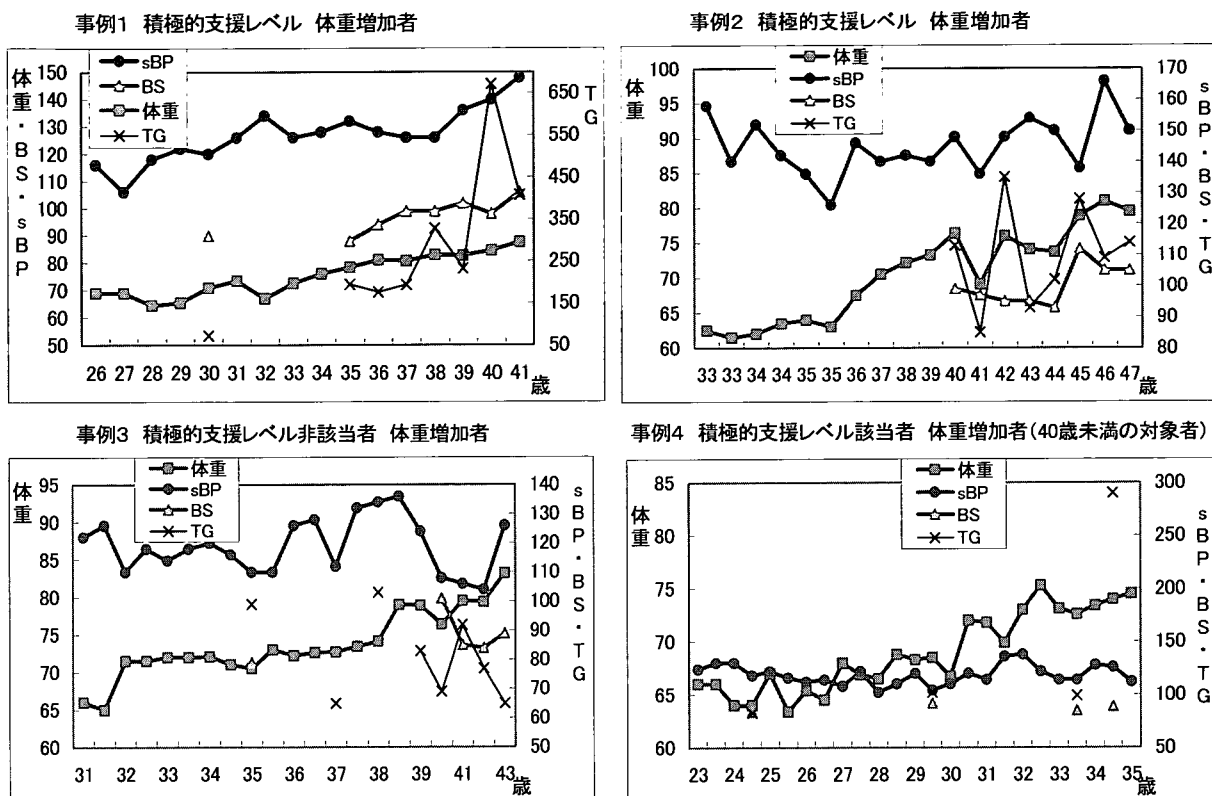 事例1 積極的支援レベル 体重増加者
sBP
BS
体重
TG
体重・BS・sBP
150
140
130
120
110
100
90
80
70
60
50
TG
650
550
450
350
250
150
50
26 27 28 29 30 31 32 33 34 35 36 37 38 39 40 41 歳
事例2 積極的支援レベル 体重増加者
体重
sBP
BS
TG
体重
100
95
90
85
80
75
70
65
60
sBP・BS・TG
170
160
150
140
130
120
110
100
90
80
33 33 34 34 35 35 36 37 38 39 40 41 42 43 44 45 46 47 歳
事例3 積極的支援レベル非該当者 体重増加者
体重
sBP
BS
TG
体重
95
90
85
80
75
70
65
60
sBP・BS・TG
140
130
120
110
100
90
80
70
60
50
31 32 33 34 35 36 37 38 39 40 41 43 歳
事例4 積極的支援レベル該当者 体重増加者(40歳未満の対象者)
体重
sBP
BS
TG
体重
85
80
75
70
65
60
sBP・BS・TG
300
250
200
150
100
50
23 24 25 25 26 27 28 29 30 31 32 33 34 35 歳